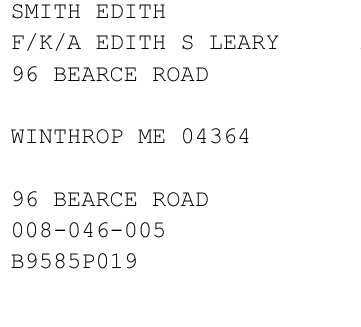 SMITH EDITH
F/K/A EDITH S LEARY
96 BEARCE ROAD
WINTHROP ME 04364
96 BEARCE ROAD
008-046-005
B9585P019